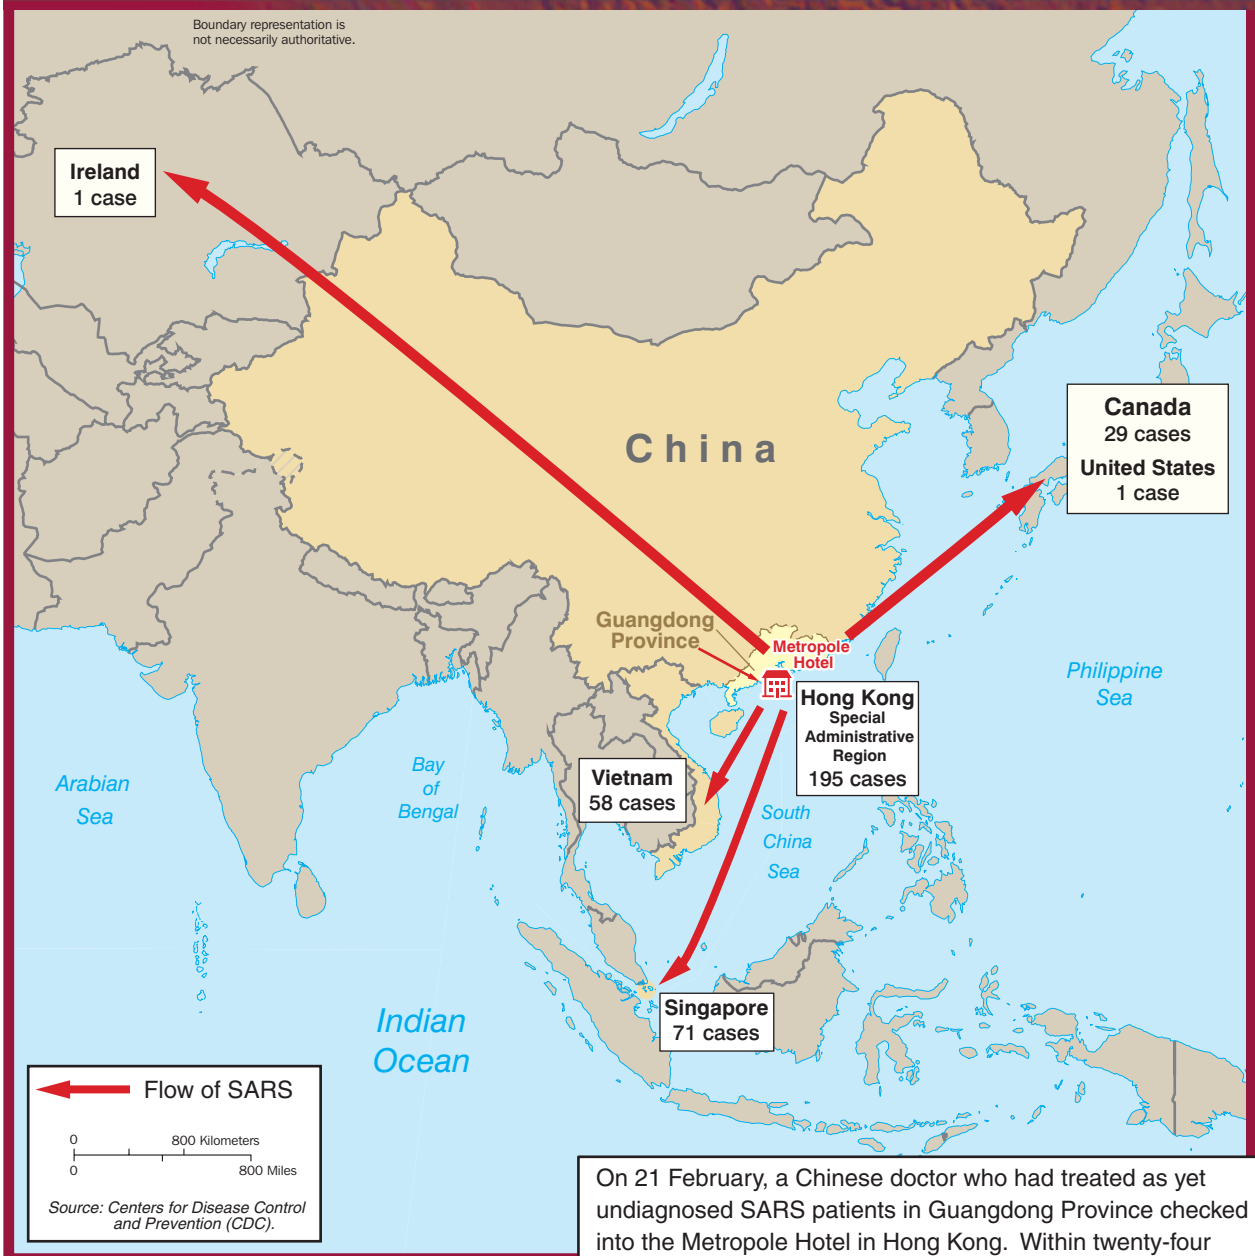 Boundary representation is
not necessarily authoritative.
Ireland
1 case
China
Canada
29 cases
United States
1 case
Guangdong
Province
Metropole
Hotel
Hong Kong
Special
Administrative
Region
195 cases
Philippine
Sea
Vietnam
58 cases
Arabian
Sea
Bay
of
Bengal
South
China
Sea
Singapore
71 cases
Indian
Ocean
Flow of SARS
0 800 Kilometers
0 800 Miles
Source: Centers for Disease Control
and Prevention (CDC).
On 21 February, a Chinese doctor who had treated as yet
undiagnosed SARS patients in Guangdong Province checked
into the Metropole Hotel in Hong Kong. Within twenty-four